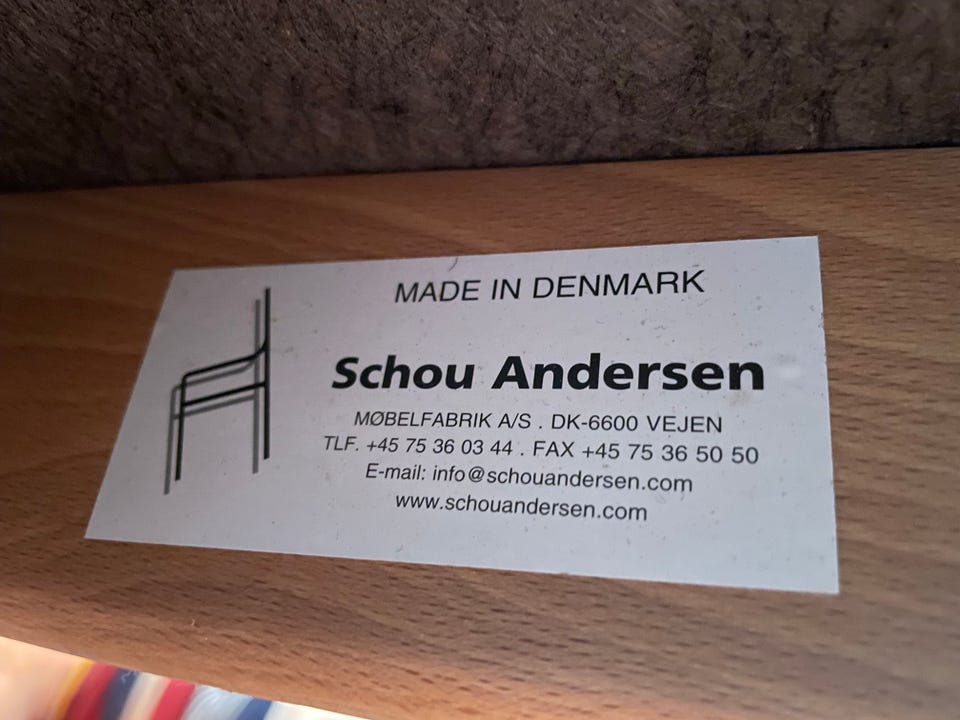 MADE IN DENMARK
Schou Andersen
MØBELFABRIK A/S . DK-6600 VEJEN
TLF. +45 75 36 03 44 . FAX +45 75 36 50 50
E-mail: info@schouandersen.com
www.schouandersen.com